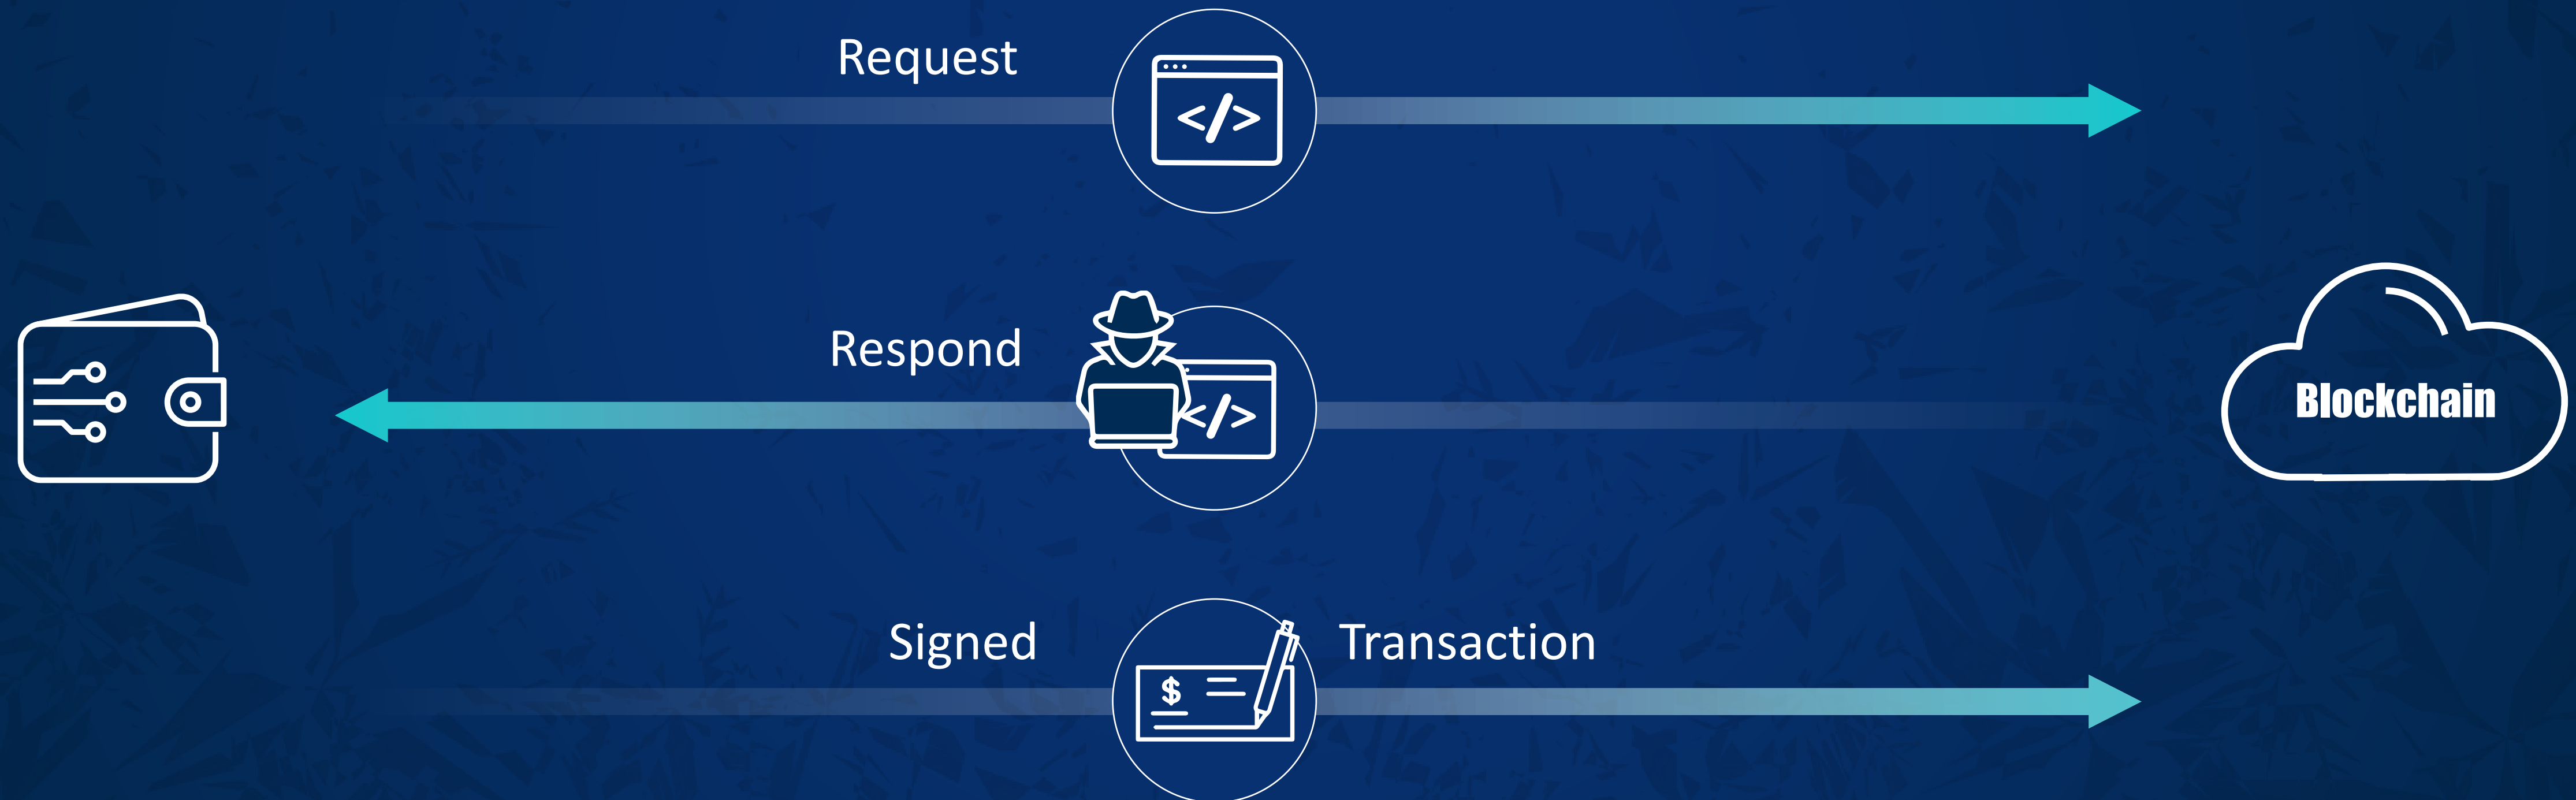 Request
</>
Respond
</>
Blockchain
Signed
Transaction
$